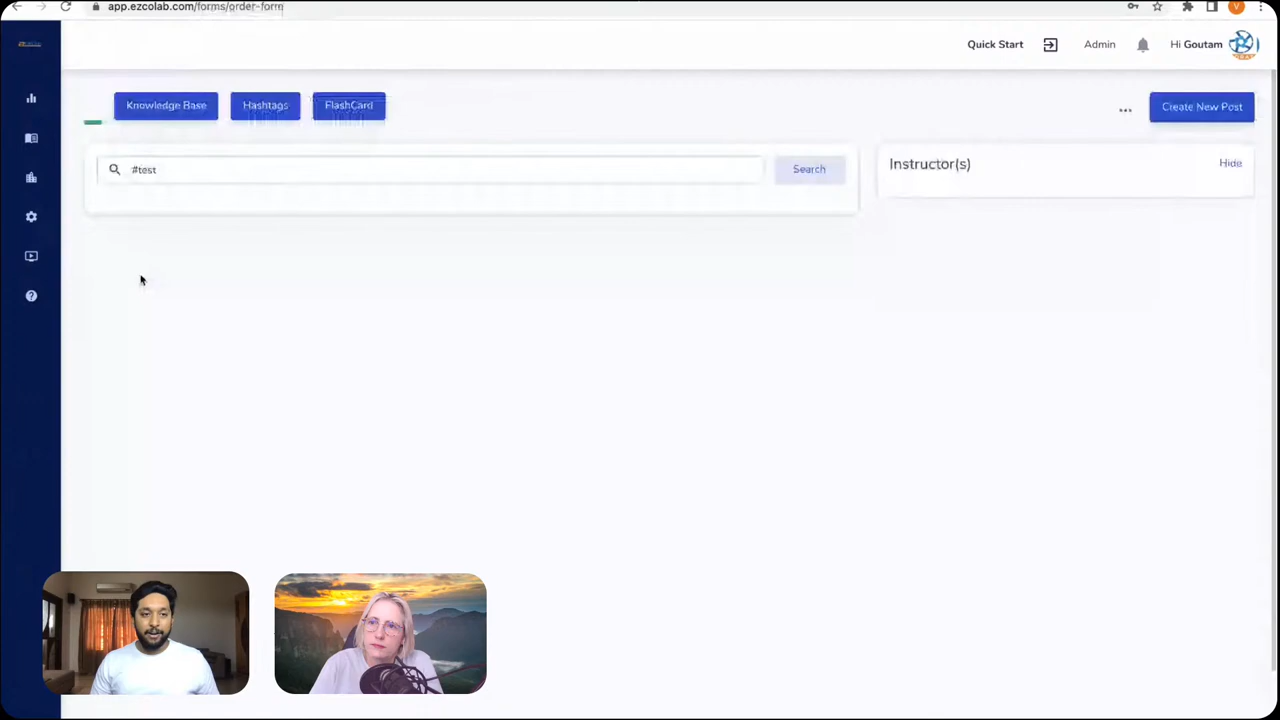 app.ezcolab.com/forms/order-form
V
Quick Start
Admin
Hi Goutam
Knowledge Base
Hashtags
FlashCard
Create New Post
#test
Search
Instructor(s)
Hide